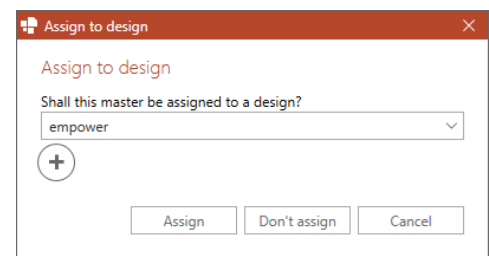 Assign to design
Assign to design
Shall this master be assigned to a design?
empower
Assign Don't assign Cancel